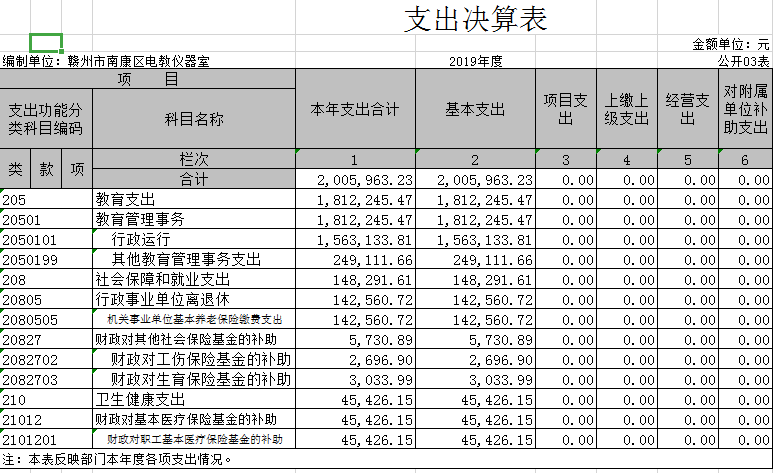 支出决算表
金额单位：元
编制单位：赣州市南康区电教仪器室 2019年度 公开03表
项 目 本年支出合计 基本支出 项目支出 上缴上级支出 经营支出 对附属单位补助支出
支出功能分类科目编码 科目名称
类 款 项 栏次 1 2 3 4 5 6
合计 2,005,963.23 2,005,963.23 0.00 0.00 0.00 0.00
205 教育支出 1,812,245.47 1,812,245.47 0.00 0.00 0.00 0.00
20501 教育管理事务 1,812,245.47 1,812,245.47 0.00 0.00 0.00 0.00
2050101 行政运行 1,563,133.81 1,563,133.81 0.00 0.00 0.00 0.00
2050199 其他教育管理事务支出 249,111.66 249,111.66 0.00 0.00 0.00 0.00
208 社会保障和就业支出 148,291.61 148,291.61 0.00 0.00 0.00 0.00
20805 行政事业单位离退休 142,560.72 142,560.72 0.00 0.00 0.00 0.00
2080505 机关事业单位基本养老保险缴费支出 142,560.72 142,560.72 0.00 0.00 0.00 0.00
20827 财政对其他社会保险基金的补助 5,730.89 5,730.89 0.00 0.00 0.00 0.00
2082702 财政对工伤保险基金的补助 2,696.90 2,696.90 0.00 0.00 0.00 0.00
2082703 财政对生育保险基金的补助 3,033.99 3,033.99 0.00 0.00 0.00 0.00
210 卫生健康支出 45,426.15 45,426.15 0.00 0.00 0.00 0.00
21012 财政对基本医疗保险基金的补助 45,426.15 45,426.15 0.00 0.00 0.00 0.00
2101201 财政对职工基本医疗保险基金的补助 45,426.15 45,426.15 0.00 0.00 0.00 0.00
注：本表反映部门本年度各项支出情况。